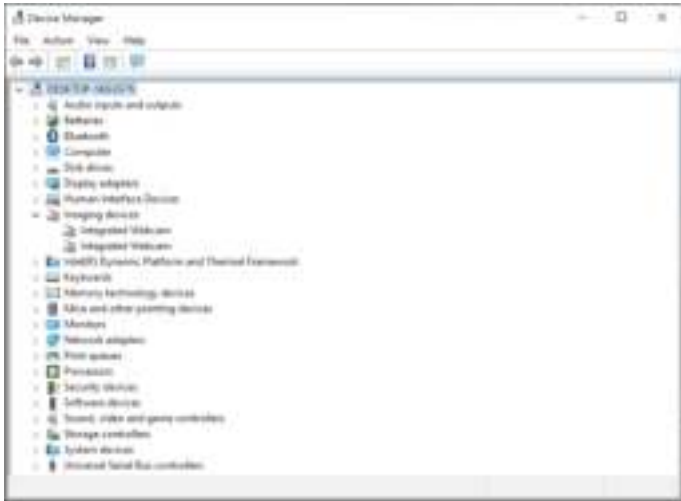 Device Manager
File Action View Help
Audio inputs and outputs
Batteries
Bluetooth
Computer
Disk drives
Display adapters
Human Interface Devices
Imaging devices
Integrated Webcam
Integrated Webcam
Intel(R) Dynamic Platform and Thermal Framework
Keyboards
Memory technology devices
Mice and other pointing devices
Monitors
Network adapters
Print queues
Processors
Security devices
Software devices
Sound, video and game controllers
Storage controllers
System devices
Universal Serial Bus controllers